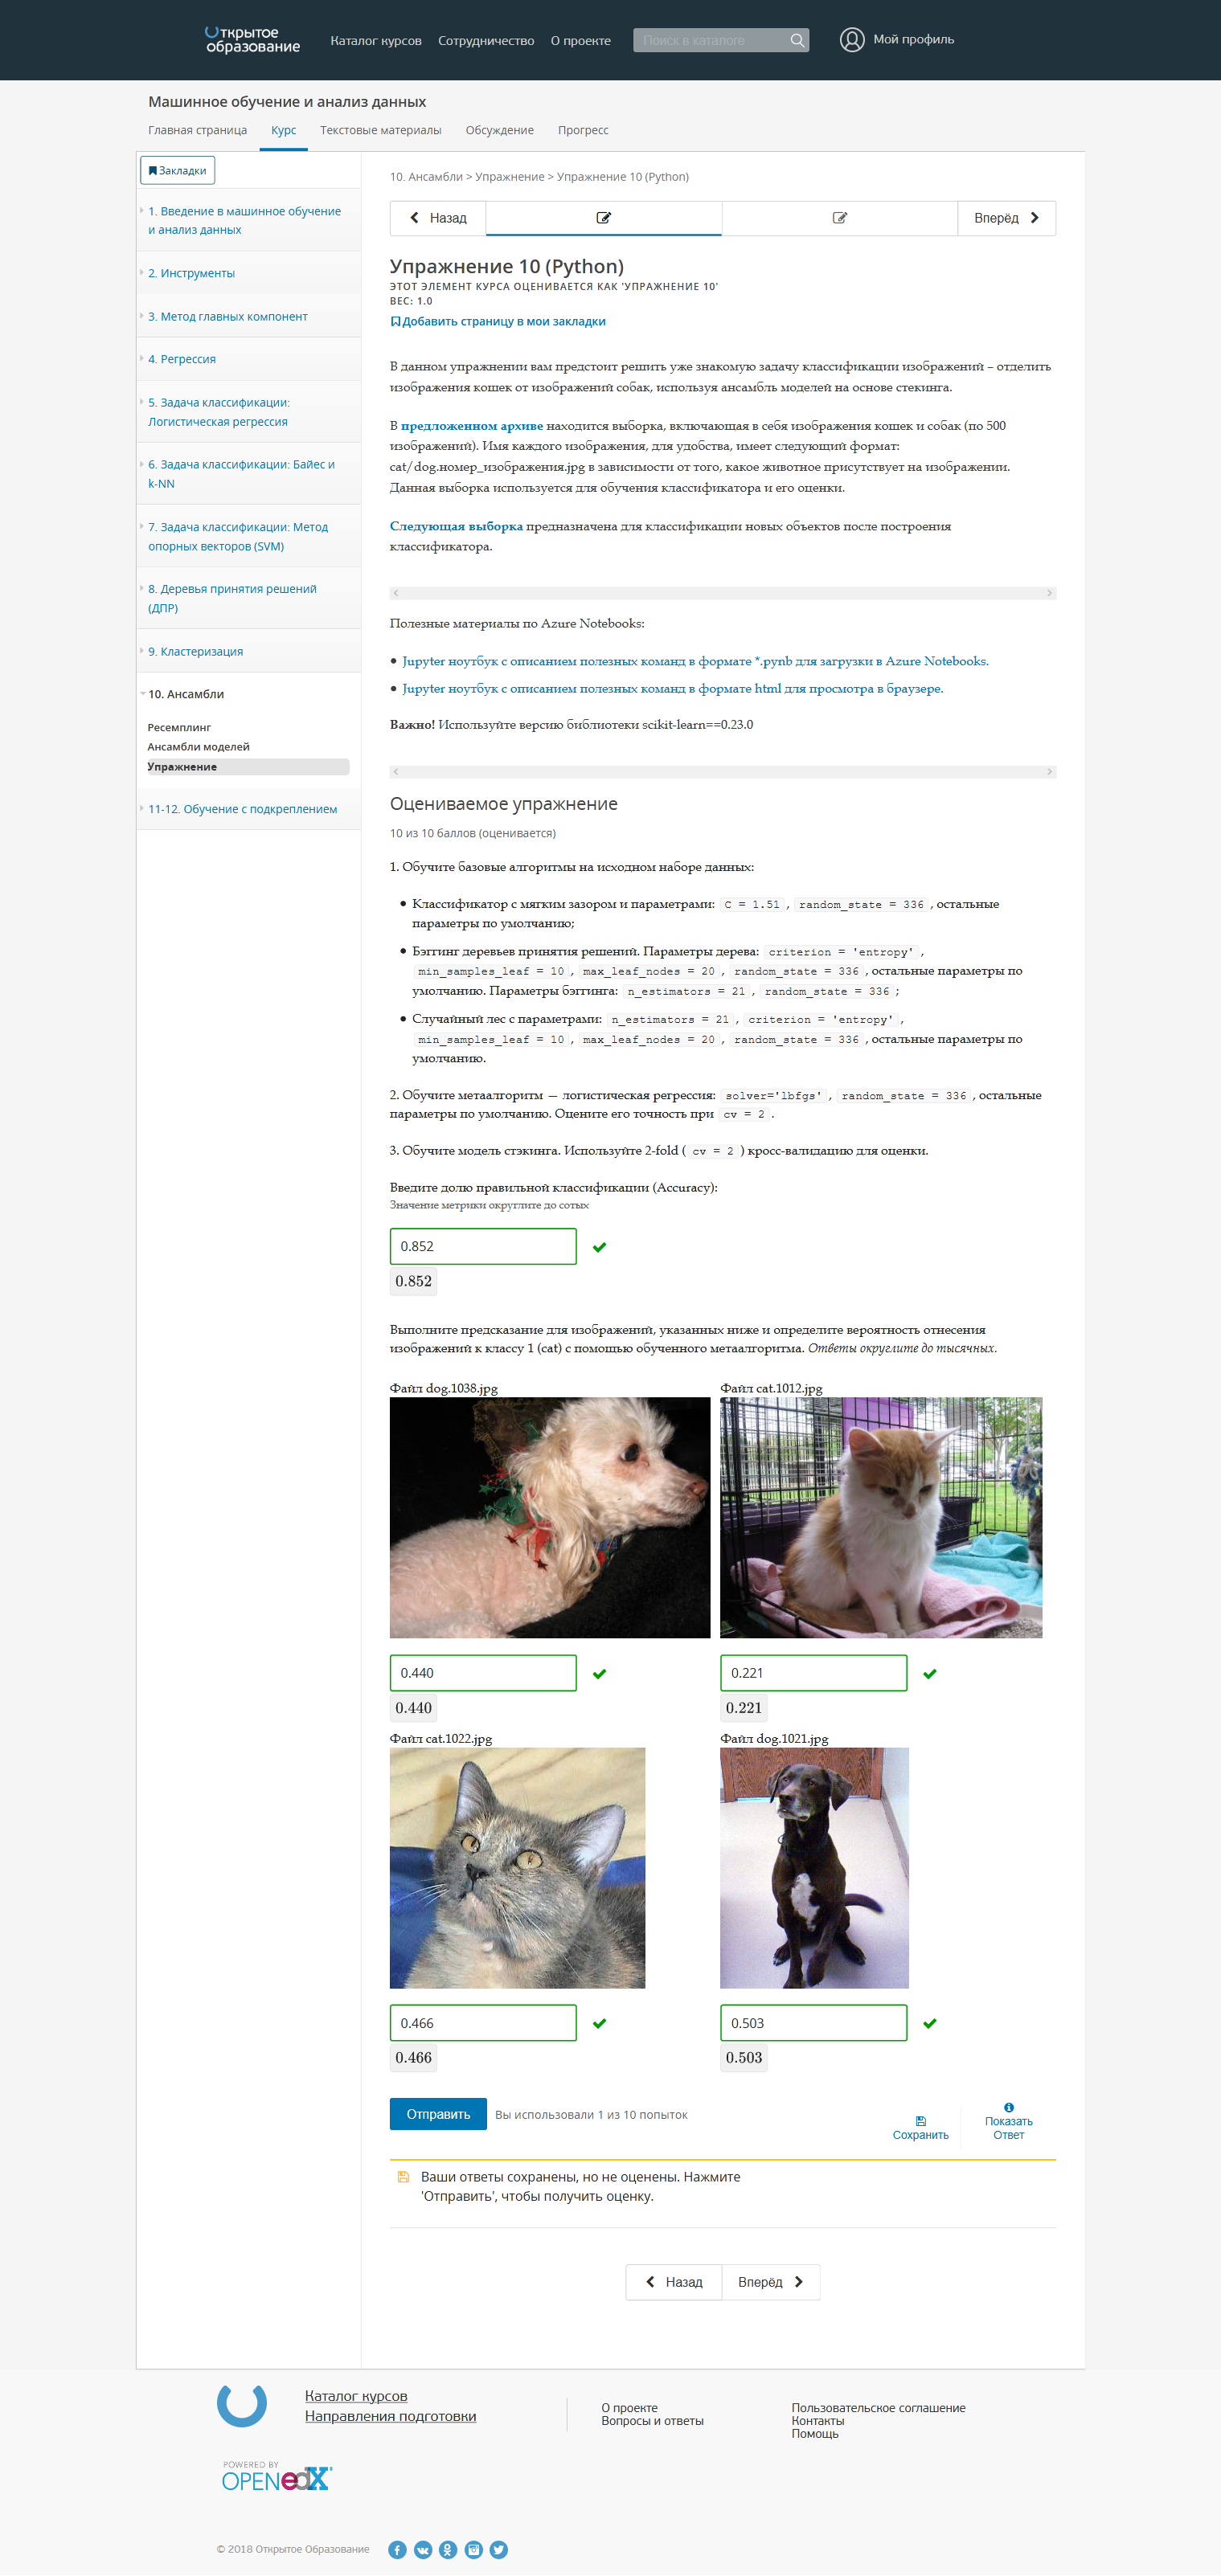 Открытое
образование
Каталог курсов Сотрудничество О проекте Поиск в каталоге Мой профиль
Машинное обучение и анализ данных
Главная страница Курс Текстовые материалы Обсуждение Прогресс
Закладки
1. Введение в машинное обучение
и анализ данных
2. Инструменты
3. Метод главных компонент
4. Регрессия
5. Задача классификации:
Логистическая регрессия
6. Задача классификации: Байес и
k-NN
7. Задача классификации: Метод
опорных векторов (SVM)
8. Деревья принятия решений
(ДПР)
9. Кластеризация
10. Ансамбли
Ресемплинг
Ансамбли моделей
Упражнение
11-12. Обучение с подкреплением
10. Ансамбли > Упражнение > Упражнение 10 (Python)
Назад Вперёд
Упражнение 10 (Python)
ЭТОТ ЭЛЕМЕНТ КУРСА ОЦЕНИВАЕТСЯ КАК 'УПРАЖНЕНИЕ 10'
ВЕС: 1.0
Добавить страницу в мои закладки
В данном упражнении вам предстоит решить уже знакомую задачу классификации изображений – отделить
изображения кошек от изображений собак, используя ансамбль моделей на основе стекинга.
В предложенном архиве находится выборка, включающая в себя изображения кошек и собак (по 500
изображений). Имя каждого изображения, для удобства, имеет следующий формат:
cat/dog.номер_изображения.jpg в зависимости от того, какое животное присутствует на изображении.
Данная выборка используется для обучения классификатора и его оценки.
Следующая выборка предназначена для классификации новых объектов после построения
классификатора.
Полезные материалы по Azure Notebooks:
● Jupyter ноутбук с описанием полезных команд в формате *.pynb для загрузки в Azure Notebooks.
● Jupyter ноутбук с описанием полезных команд в формате html для просмотра в браузере.
Важно! Используйте версию библиотеки scikit-learn==0.23.0
Оцениваемое упражнение
10 из 10 баллов (оценивается)
1. Обучите базовые алгоритмы на исходном наборе данных:
● Классификатор с мягким зазором и параметрами: C = 1.51 , random_state = 336 , остальные
параметры по умолчанию;
● Бэггинг деревьев принятия решений. Параметры дерева: criterion = 'entropy' ,
min_samples_leaf = 10 , max_leaf_nodes = 20 , random_state = 336 , остальные параметры по
умолчанию. Параметры бэггинга: n_estimators = 21 , random_state = 336 ;
● Случайный лес с параметрами: n_estimators = 21 , criterion = 'entropy' ,
min_samples_leaf = 10 , max_leaf_nodes = 20 , random_state = 336 , остальные параметры по
умолчанию.
2. Обучите метаалгоритм — логистическая регрессия: solver='lbfgs' , random_state = 336 , остальные
параметры по умолчанию. Оцените его точность при cv = 2 .
3. Обучите модель стэкинга. Используйте 2-fold ( cv = 2 ) кросс-валидацию для оценки.
Введите долю правильной классификации (Accuracy):
Значение метрики округлите до сотых
0.852
0.852
Выполните предсказание для изображений, указанных ниже и определите вероятность отнесения
изображений к классу 1 (cat) с помощью обученного метаалгоритма. Ответы округлите до тысячных.
Файл dog.1038.jpg Файл cat.1012.jpg
0.440 0.221
0.440 0.221
Файл cat.1022.jpg Файл dog.1021.jpg
0.466 0.503
0.466 0.503
Отправить Вы использовали 1 из 10 попыток
Сохранить
Показать
Ответ
Ваши ответы сохранены, но не оценены. Нажмите
'Отправить', чтобы получить оценку.
Назад Вперёд
Каталог курсов
Направления подготовки
О проекте
Вопросы и ответы
Пользовательское соглашение
Контакты
Помощь
POWERED BY
OPEN edX
© 2018 Открытое Образование